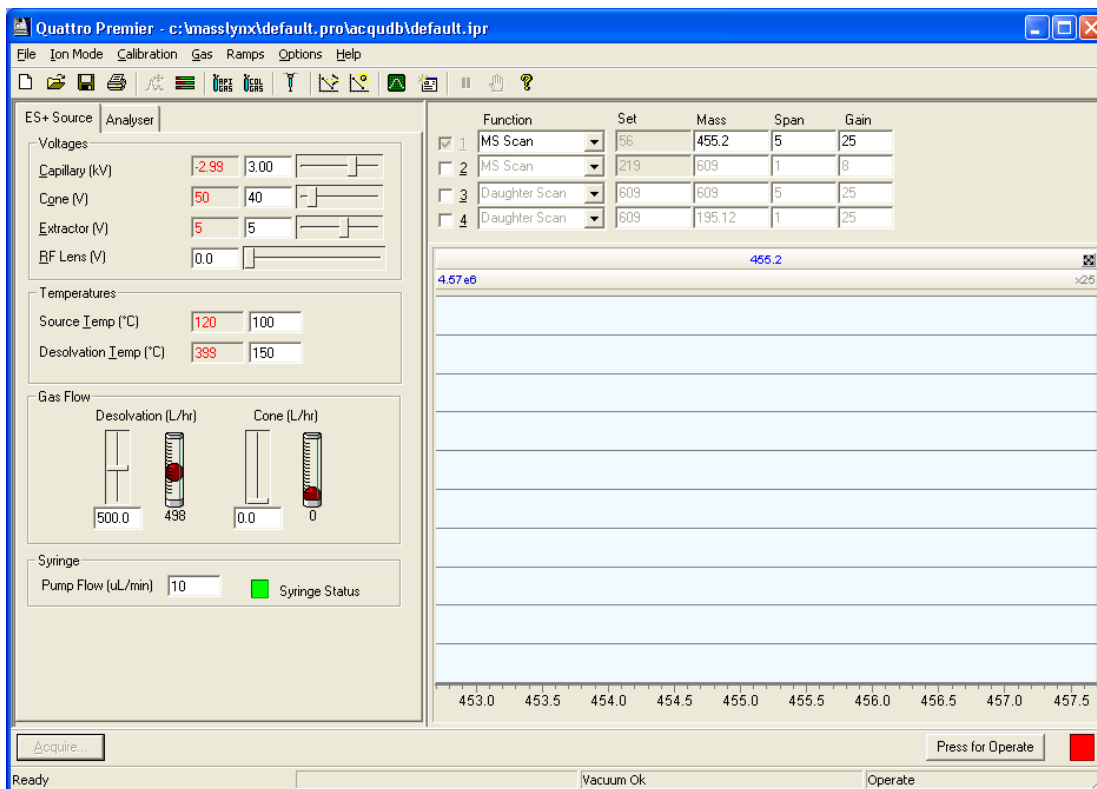 Quattro Premier - c:\masslynx\default.pro\acqudb\default.ipr
File Ion Mode Calibration Gas Ramps Options Help
ES+ Source Analyser
Voltages
Capillary (kV) -2.99 3.00
Cone (V) 50 40
Extractor (V) 5 5
RF Lens (V) 0.0
Temperatures
Source Temp (°C) 120 100
Desolvation Temp (°C) 399 150
Gas Flow
Desolvation (L/hr) Cone (L/hr)
500.0 498 0.0 0
Syringe
Pump Flow (uL/min) 10 Syringe Status
Function Set Mass Span Gain
1 MS Scan 56 455.2 5 25
2 MS Scan 219 609 1 8
3 Daughter Scan 609 609 5 25
4 Daughter Scan 609 195.12 1 25
455.2
4.57e6 x25
453.0 453.5 454.0 454.5 455.0 455.5 456.0 456.5 457.0 457.5
Acquire... Press for Operate
Ready Vacuum Ok Operate